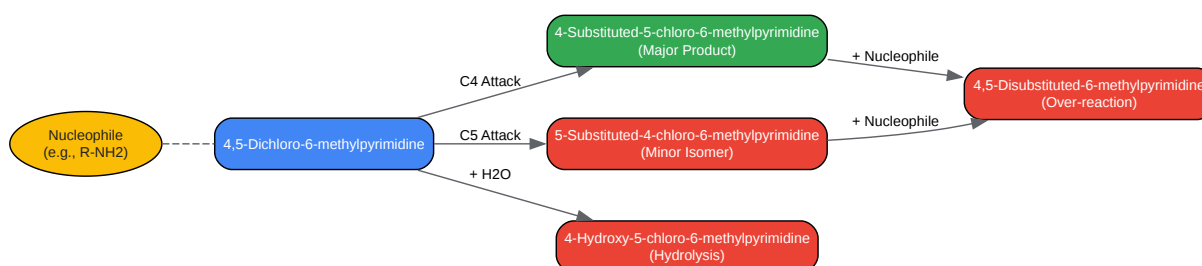 Nucleophile
(e.g., R-NH2)
4,5-Dichloro-6-methylpyrimidine
C4 Attack
C5 Attack
+ H2O
4-Substituted-5-chloro-6-methylpyrimidine
(Major Product)
5-Substituted-4-chloro-6-methylpyrimidine
(Minor Isomer)
4-Hydroxy-5-chloro-6-methylpyrimidine
(Hydrolysis)
+ Nucleophile
+ Nucleophile
4,5-Disubstituted-6-methylpyrimidine
(Over-reaction)